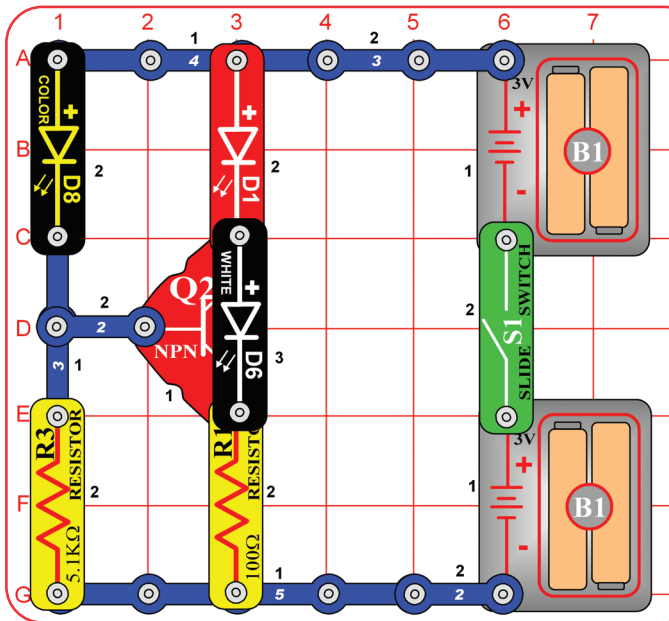 1 2 3 4 5 6 7
A
1
4
2
3
COLOR
+
D8
2
+
D1
2
3V
+
-
1
B1
B
C
Q2
NPN
1
WHITE
+
D6
3
2
2
S1
SLIDE SWITCH
2
D
3
1
E
R3
RESISTOR
5.1KΩ
2
R1
RESISTOR
100Ω
2
3V
+
-
1
B1
F
G
1
5
2
2